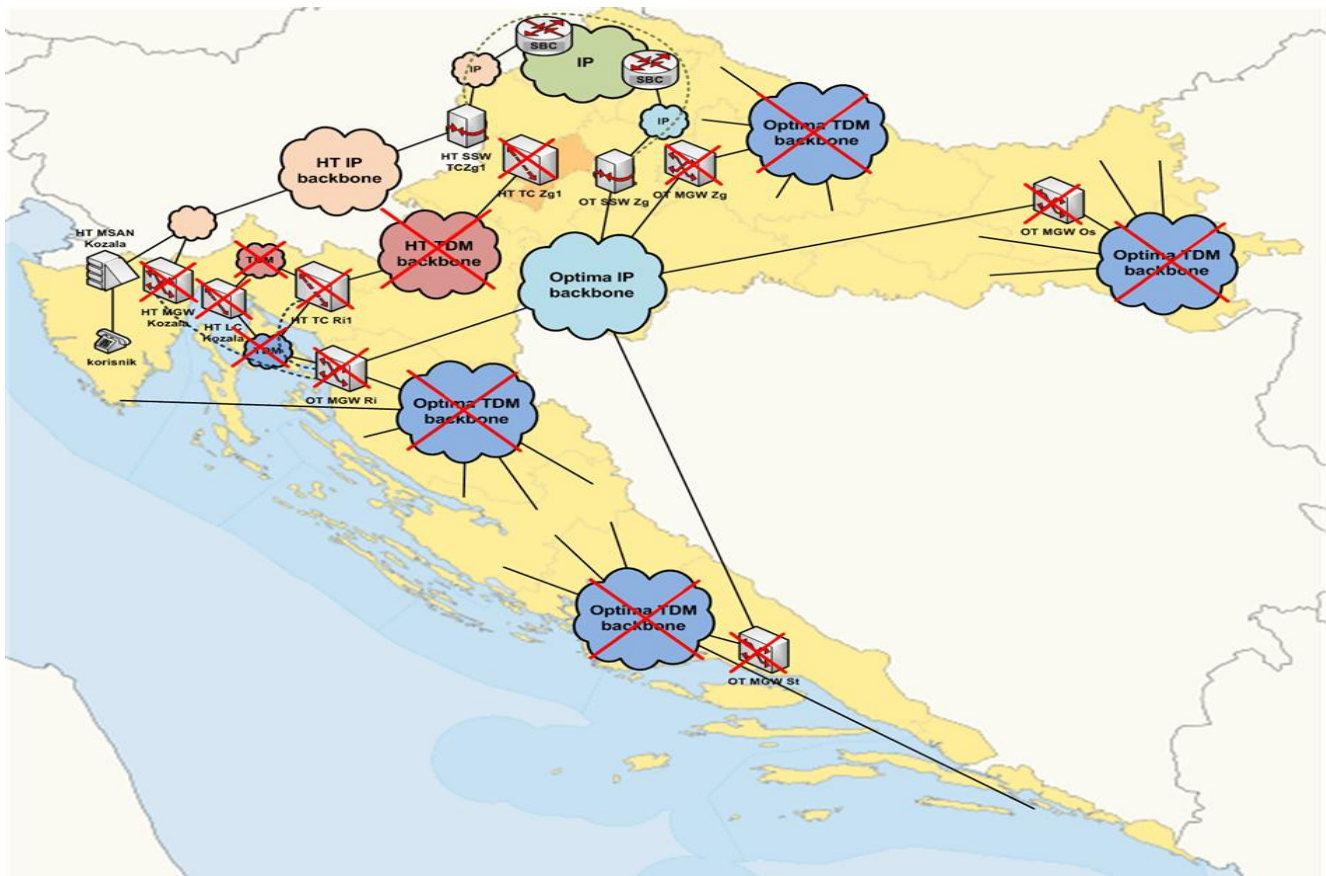 SBC
IP
IP
SBC
IP
HT SSW
TCZg1
HT IP
backbone
HT TC Zg1
OT SSW Zg
OT MGW Zg
Optima TDM
backbone
HT MSAN
Kozala
HT MGW
Kozala
TDM
HT LC
Kozala
HT TC Ri1
HT TDM
backbone
Optima IP
backbone
OT MGW Os
Optima TDM
backbone
korisnik
TDM
OT MGW Ri
Optima TDM
backbone
Optima TDM
backbone
OT MGW St